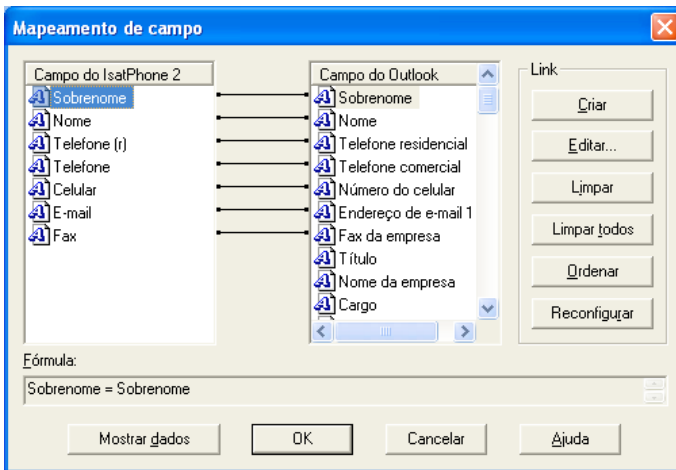 Mapeamento de campo
Campo do IsatPhone 2
Sobrenome
Nome
Telefone (r)
Telefone
Celular
E-mail
Fax
Campo do Outlook
Sobrenome
Nome
Telefone residencial
Telefone comercial
Número do celular
Endereço de e-mail 1
Fax da empresa
Título
Nome da empresa
Cargo
Link
Criar
Editar...
Limpar
Limpar todos
Ordenar
Reconfigurar
Fórmula:
Sobrenome = Sobrenome
Mostrar dados
OK
Cancelar
Ajuda